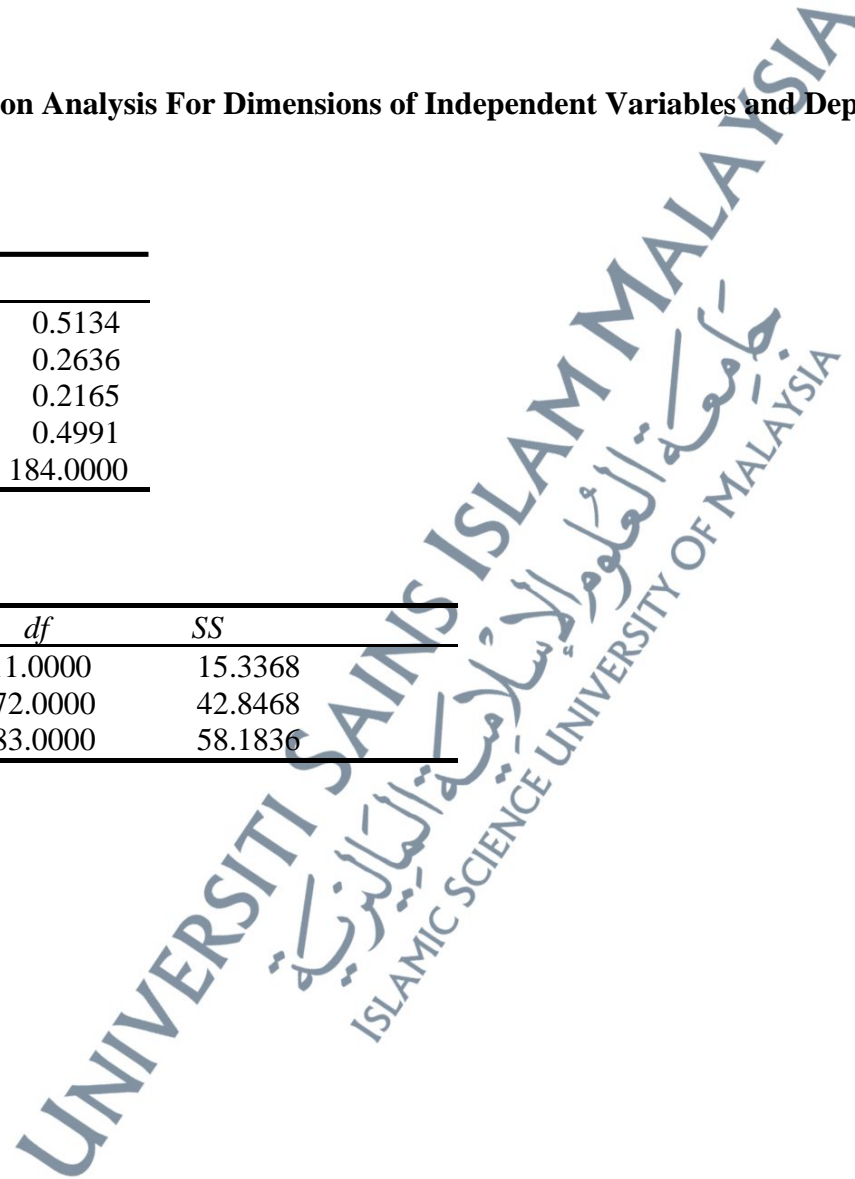 on Analysis For Dimensions of Independent Variables and Dep
0.5134
0.2636
0.2165
0.4991
184.0000
df SS
1.0000 15.3368
72.0000 42.8468
83.0000 58.1836
UNIVERSITI SAINS ISLAM MALAYSIA
جامعة العلوم الإسلامية الماليزية
ISLAMIC SCIENCE UNIVERSITY OF MALAYSIA